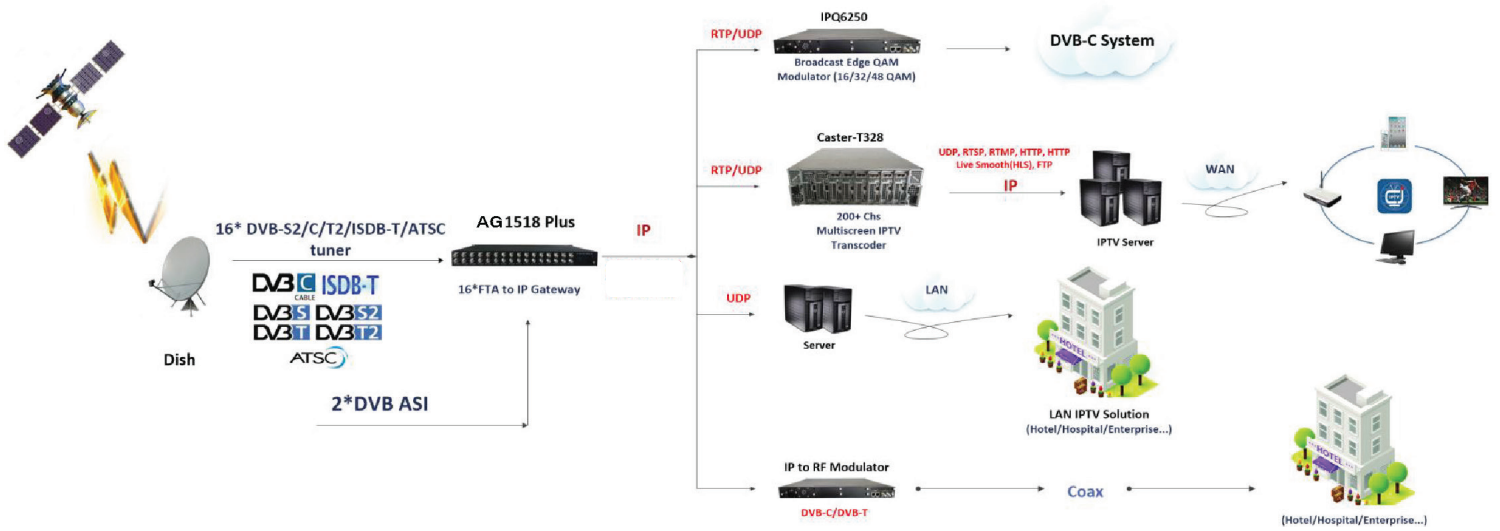 IPQ6250
RTP/UDP
Broadcast Edge QAM
Modulator (16/32/48 QAM)
DVB-C System
Caster-T328
RTP/UDP
200+ Chs
Multiscreen IPTV
Transcoder
UDP, RTSP, RTMP, HTTP, HTTP
Live Smooth(HLS), FTP
IP
IPTV Server
WAN
IPTV
16* DVB-S2/C/T2/ISDB-T/ATSC
tuner
DVB C
CABLE
ISDB-T
DVB S
DVB S2
DVB T
DVB T2
ATSC
Dish
2*DVB ASI
AG1518 Plus
16*FTA to IP Gateway
IP
UDP
Server
LAN
HOTEL
LAN IPTV Solution
(Hotel/Hospital/Enterprise...)
IP to RF Modulator
DVB-C/DVB-T
Coax
HOTEL
(Hotel/Hospital/Enterprise...)